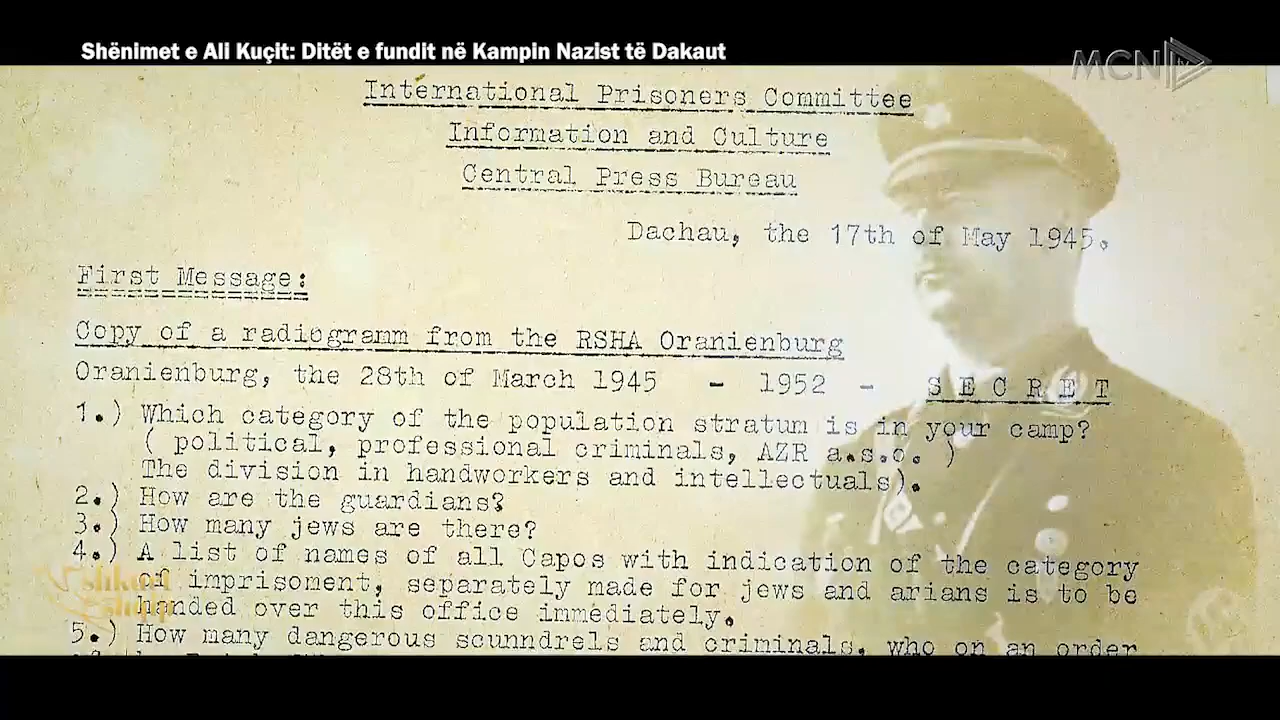 Shënimet e Ali Kuçit: Ditët e fundit në Kampin Nazist të Dakaut
MCN TV
International Prisoners Committee
Information and Culture
Central Press Bureau
Dachau, the 17th of May 1945.
First Message:
Copy of a radiogramm from the RSHA Oranienburg
Oranienburg, the 28th of March 1945 - 1952 - S E C R E T
1.) Which category of the population stratum is in your camp?
( political, professional criminals, AZR a.s.o. )
The division in handworkers and intellectuals).
2.) How are the guardians?
3.) How many jews are there?
4.) A list of names of all Capos with indication of the category
of imprisoment, separately made for jews and arians is to be
handed over this office immediately.
5.) How many dangerous scunndrels and criminals, who on an order
shkurt
shqip